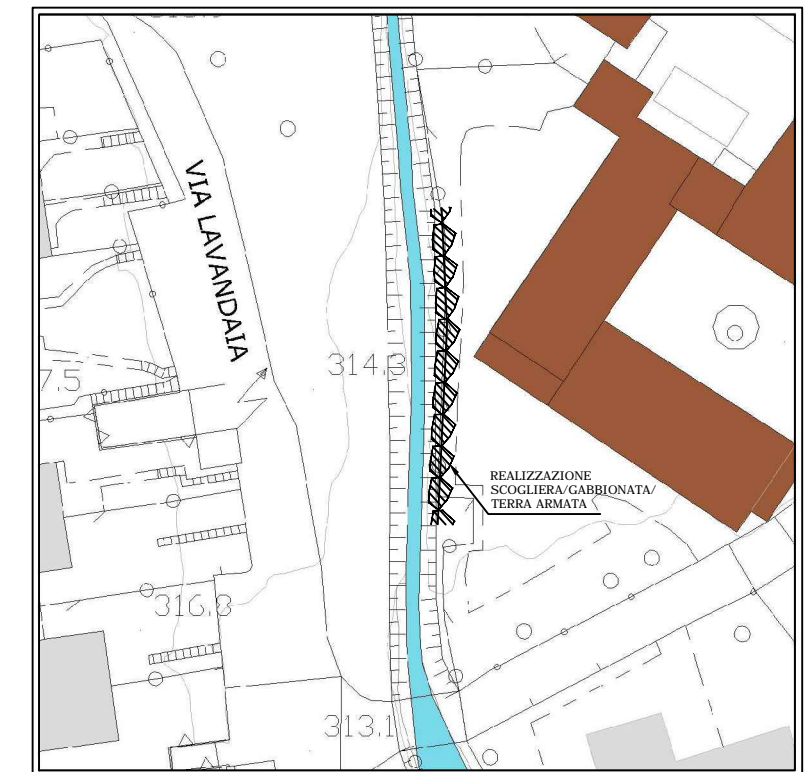 VIA LAVANDAIA
314.3
7.5
REALIZZAZIONE
SCOGLIERA/GABBIONATA/
TERRA ARMATA
316.8
313.1